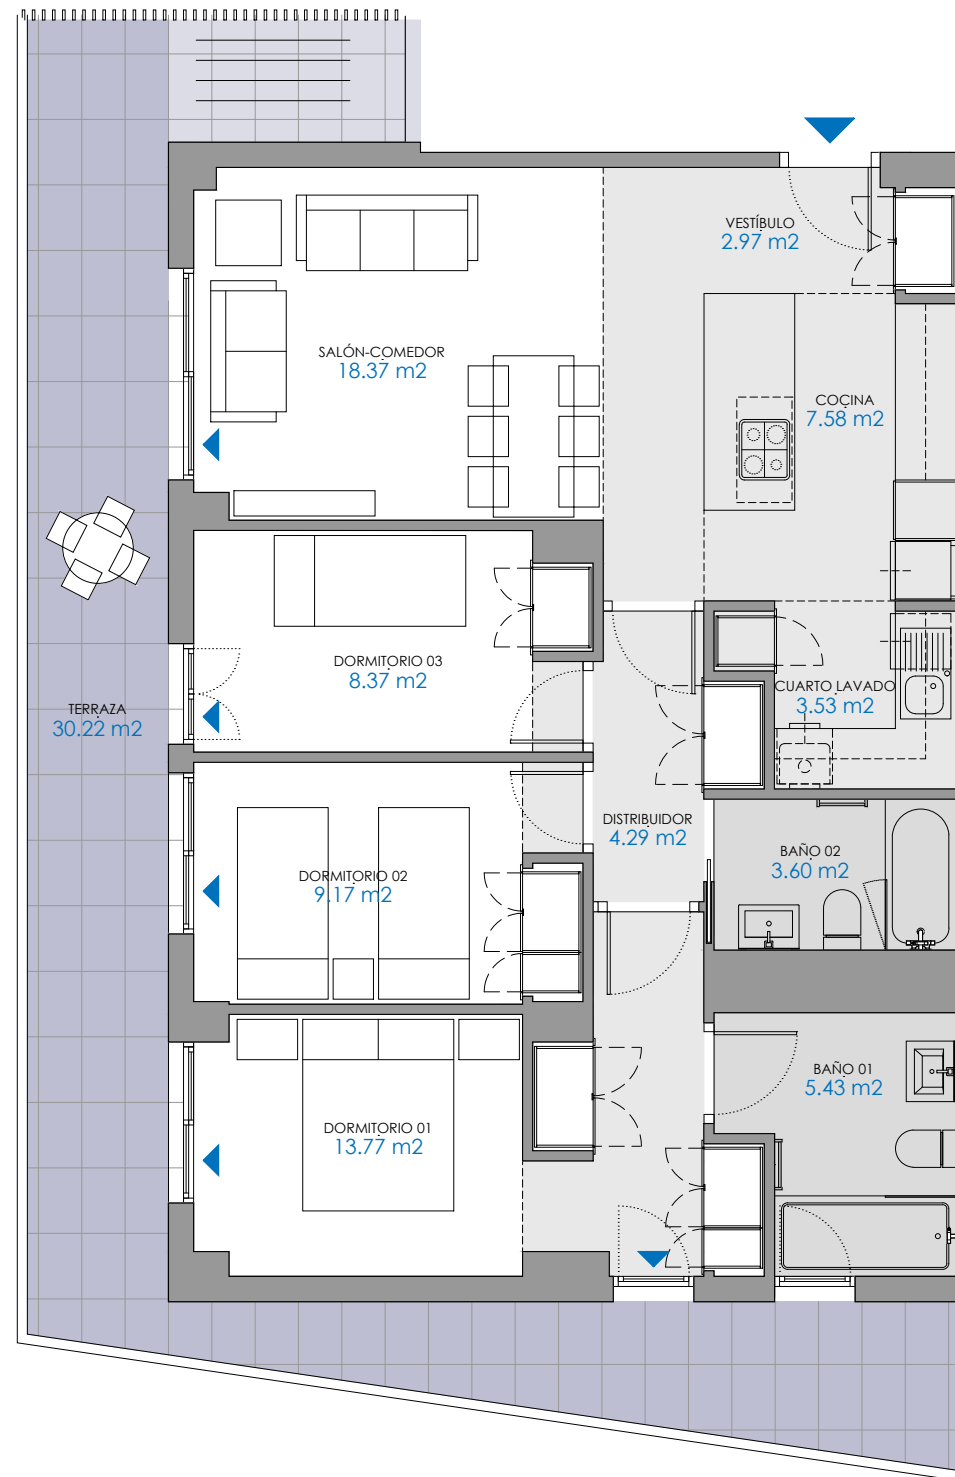 VESTÍBULO
2.97 m2
SALÓN-COMEDOR
18.37 m2
COCINA
7.58 m2
DORMITORIO 03
8.37 m2
CUARTO LAVADO
3.53 m2
TERRAZA
30.22 m2
DISTRIBUIDOR
4.29 m2
BAÑO 02
3.60 m2
DORMITORIO 02
9.17 m2
BAÑO 01
5.43 m2
DORMITORIO 01
13.77 m2